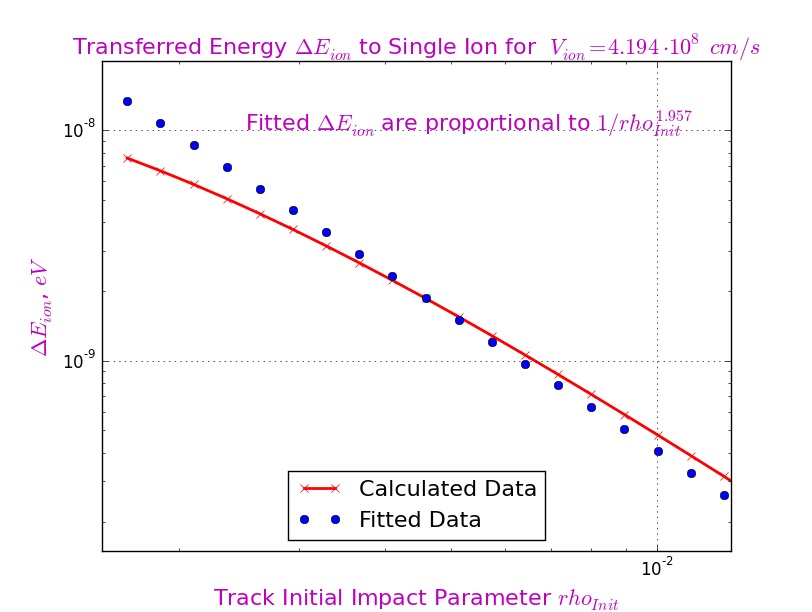 Transferred Energy ΔE_ion to Single Ion for V_ion=4.194·10^8 cm/s
Fitted ΔE_ion are proportional to 1/rho_Init^1.957
10^-8
ΔE_ion, eV
10^-9
Calculated Data
Fitted Data
10^-2
Track Initial Impact Parameter rho_Init